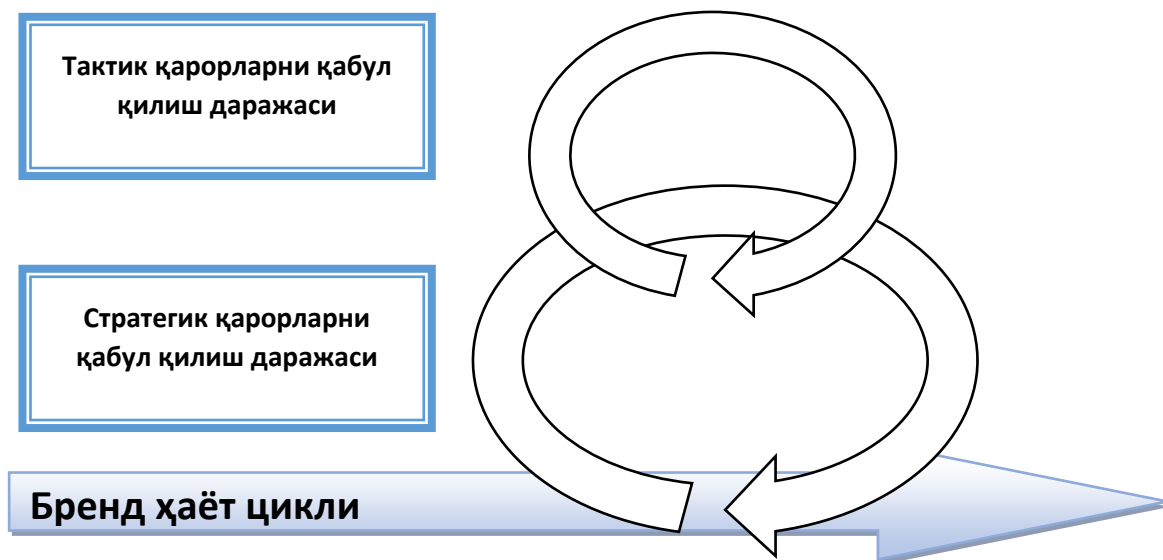 Тактик қарорларни қабул
қилиш даражаси
Стратегик қарорларни
қабул қилиш даражаси
Бренд ҳаёт цикли